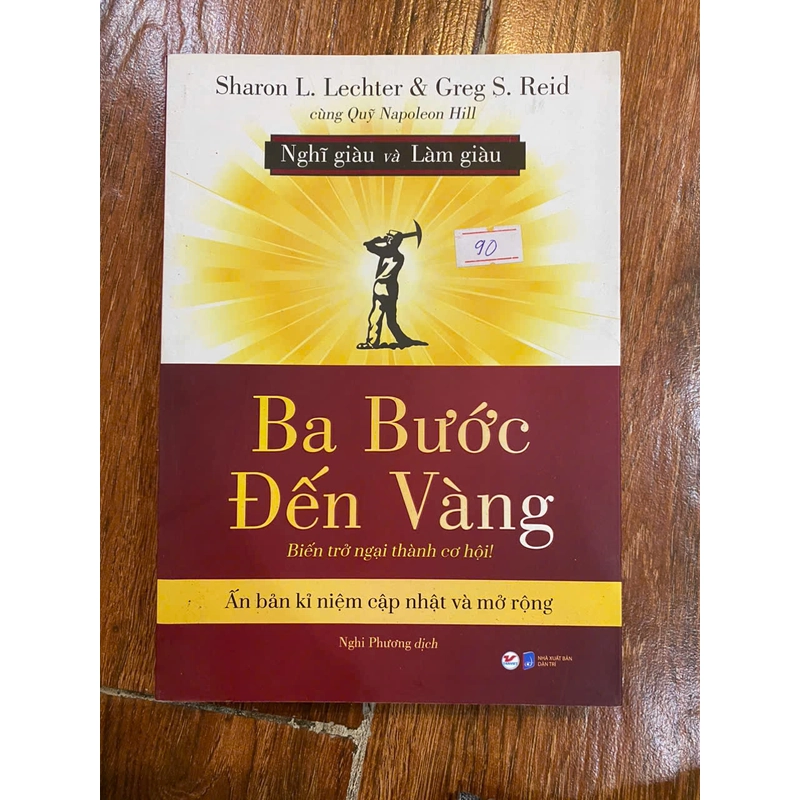 Sharon L. Lechter & Greg S. Reid
cùng Quỹ Napoleon Hill
Nghĩ giàu và Làm giàu
90
Ba Bước
Đến Vàng
Biến trở ngại thành cơ hội!
Ấn bản kỉ niệm cập nhật và mở rộng
Nghi Phương dịch
NHÀ XUẤT BẢN
DÂN TRÍ